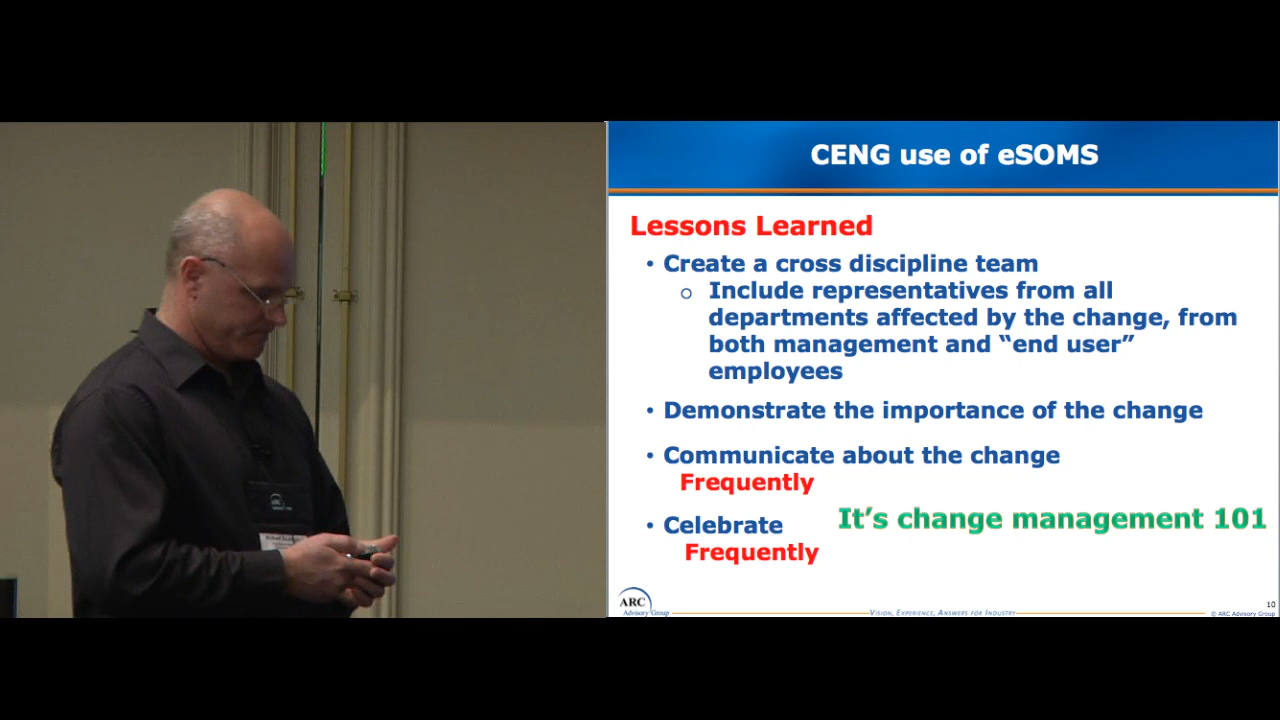 CENG use of eSOMS
Lessons Learned
• Create a cross discipline team
o Include representatives from all
departments affected by the change, from
both management and “end user”
employees
• Demonstrate the importance of the change
• Communicate about the change
Frequently
• Celebrate
Frequently
It’s change management 101
ARC
Advisory Group
VISION, EXPERIENCE, ANSWERS FOR INDUSTRY
10
© ARC Advisory Group
ARC